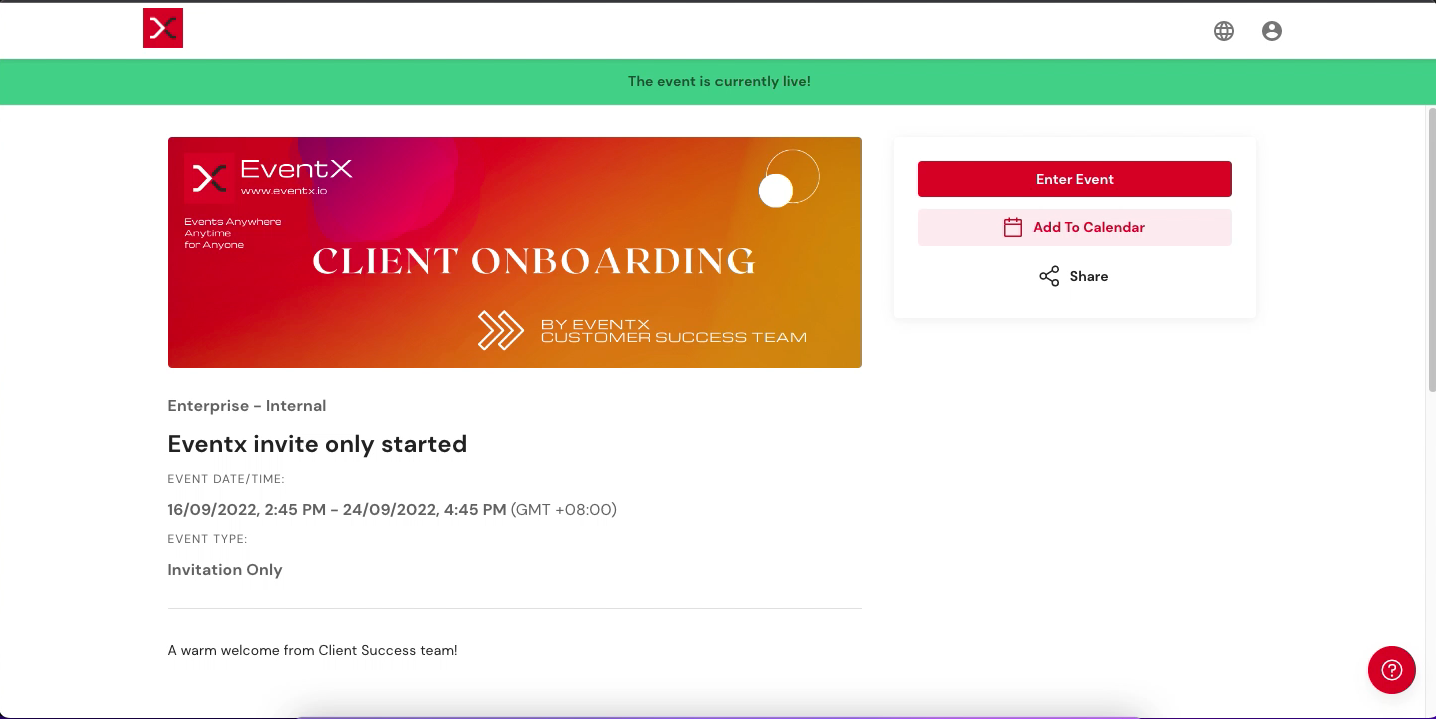 The event is currently live!
EventX
www.eventx.io
Events Anywhere
Anytime
for Anyone
CLIENT ONBOARDING
BY EVENTX
CUSTOMER SUCCESS TEAM
Enter Event
Add To Calendar
Share
Enterprise - Internal
Eventx invite only started
EVENT DATE/TIME:
16/09/2022, 2:45 PM - 24/09/2022, 4:45 PM (GMT +08:00)
EVENT TYPE:
Invitation Only
A warm welcome from Client Success team!